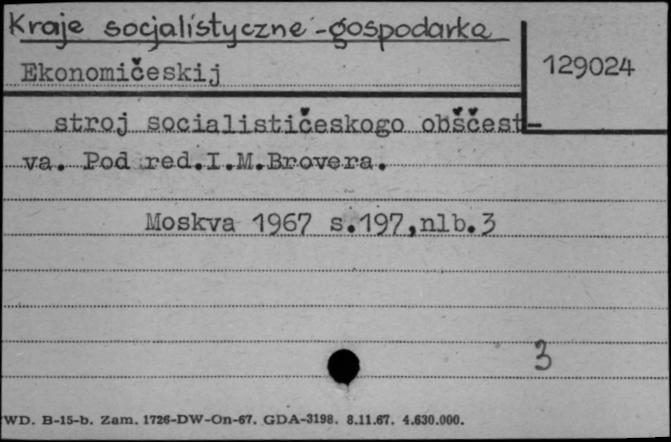 Kraje socjalistyczne - gospodarka
129024
Ekonomičeskij
stroj socialističeskogo obščest-
va. Pod red.I.M.Brovera.
Moskva 1967 s.197,nlb.3
3
WD. B-15-b. Zam. 1726-DW-On-67. GDA-3198. 8.11.67. 4.630.000.